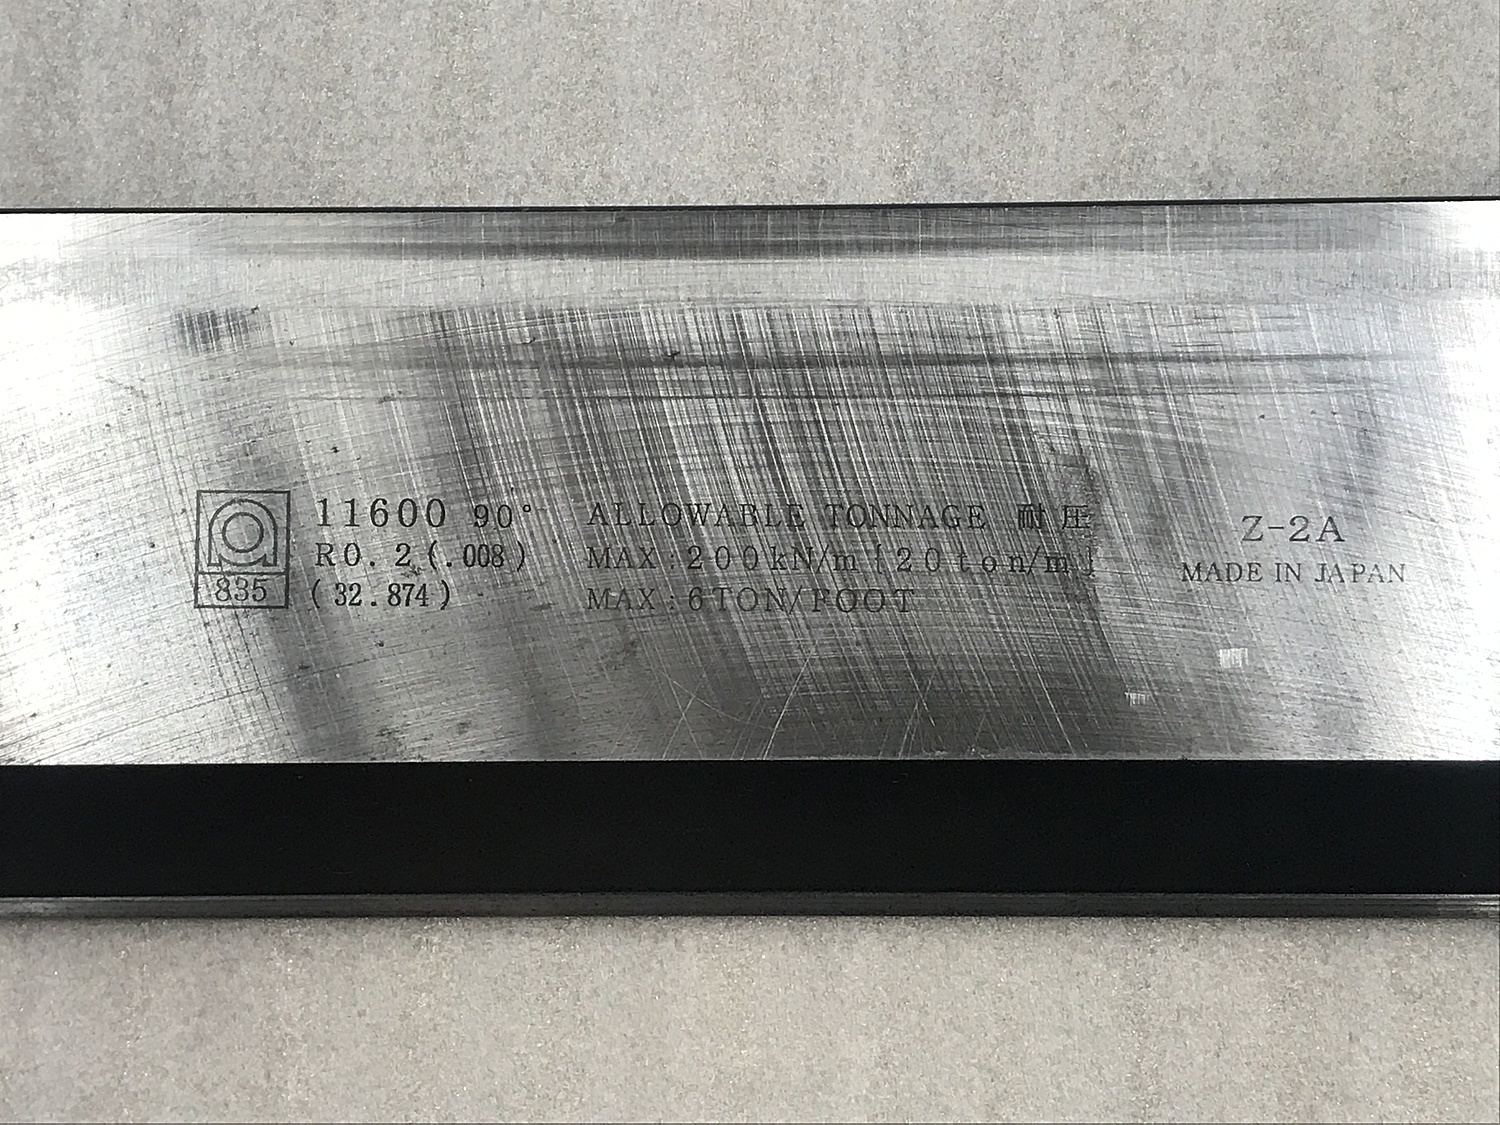 11600 90°
R0.2(.008)
(32.874)
835
ALLOWABLE TONNAGE 耐圧
MAX:200kN/m{20ton/m}
MAX:6TON/FOOT
Z-2A
MADE IN JAPAN